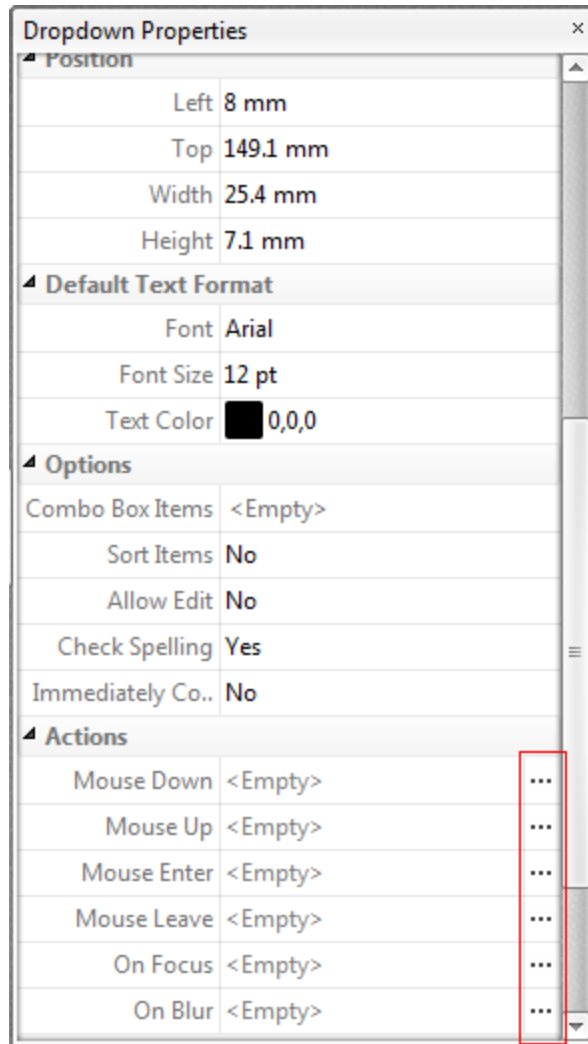 Dropdown Properties
Position
Left 8 mm
Top 149.1 mm
Width 25.4 mm
Height 7.1 mm
Default Text Format
Font Arial
Font Size 12 pt
Text Color 0,0,0
Options
Combo Box Items <Empty>
Sort Items No
Allow Edit No
Check Spelling Yes
Immediately Co.. No
Actions
Mouse Down <Empty> ...
Mouse Up <Empty> ...
Mouse Enter <Empty> ...
Mouse Leave <Empty> ...
On Focus <Empty> ...
On Blur <Empty> ...